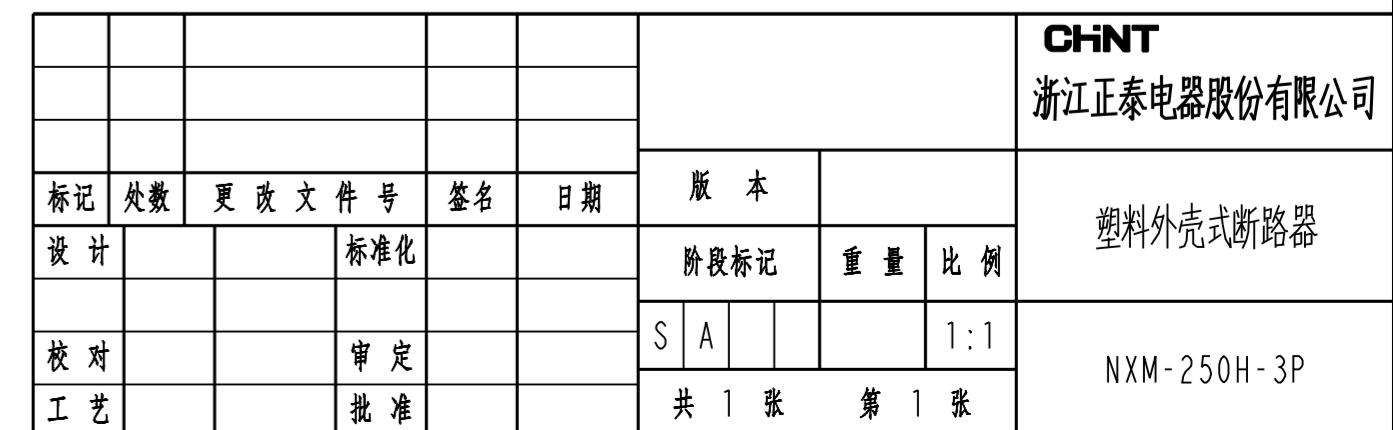 CHiNT
浙江正泰电器股份有限公司
标记 处数 更改文件号 签名 日期
版本
塑料外壳式断路器
设计 标准化
阶段标记 重量 比例
S A 1:1
校对 审定
NXM-250H-3P
工艺 批准
共 1 张 第 1 张